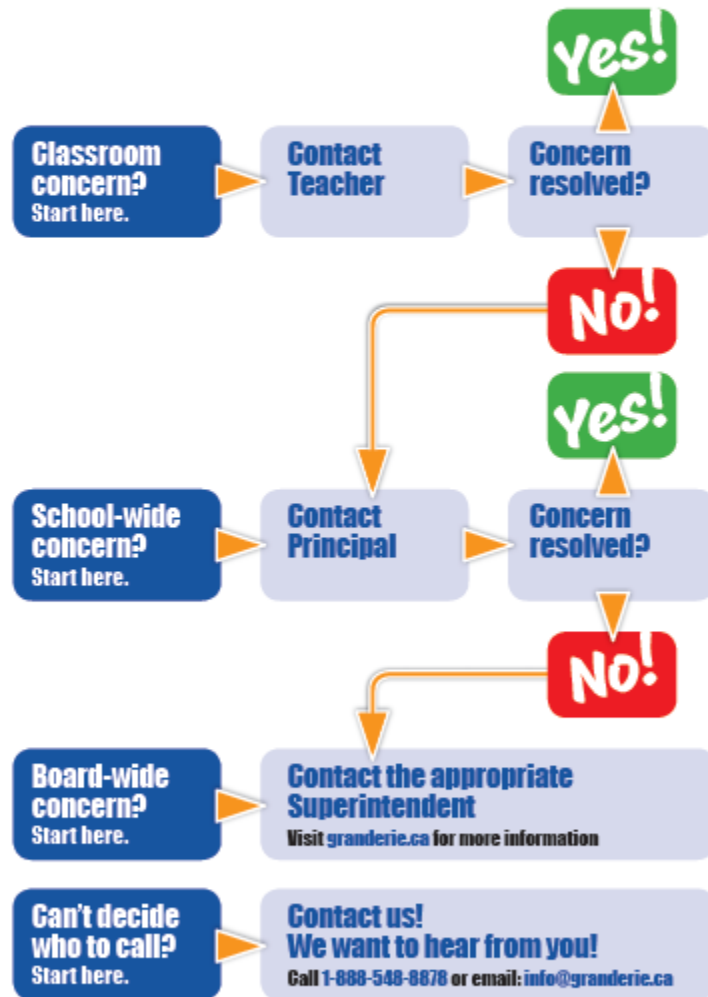 Yes!
Classroom
concern?
Start here.
Contact
Teacher
Concern
resolved?
No!
Yes!
School-wide
concern?
Start here.
Contact
Principal
Concern
resolved?
No!
Board-wide
concern?
Start here.
Contact the appropriate
Superintendent
Visit granderie.ca for more information
Can't decide
who to call?
Start here.
Contact us!
We want to hear from you!
Call 1-888-548-8878 or email: info@granderie.ca